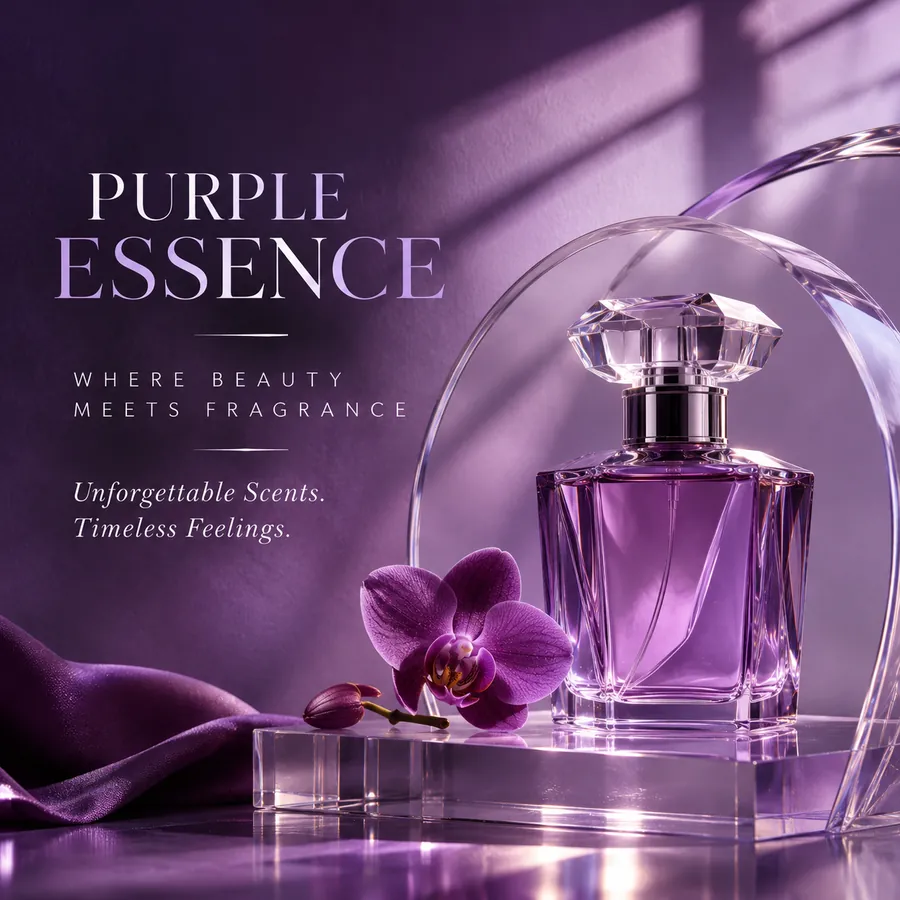 PURPLE
ESSENCE
WHERE BEAUTY
MEETS FRAGRANCE
Unforgettable Scents.
Timeless Feelings.